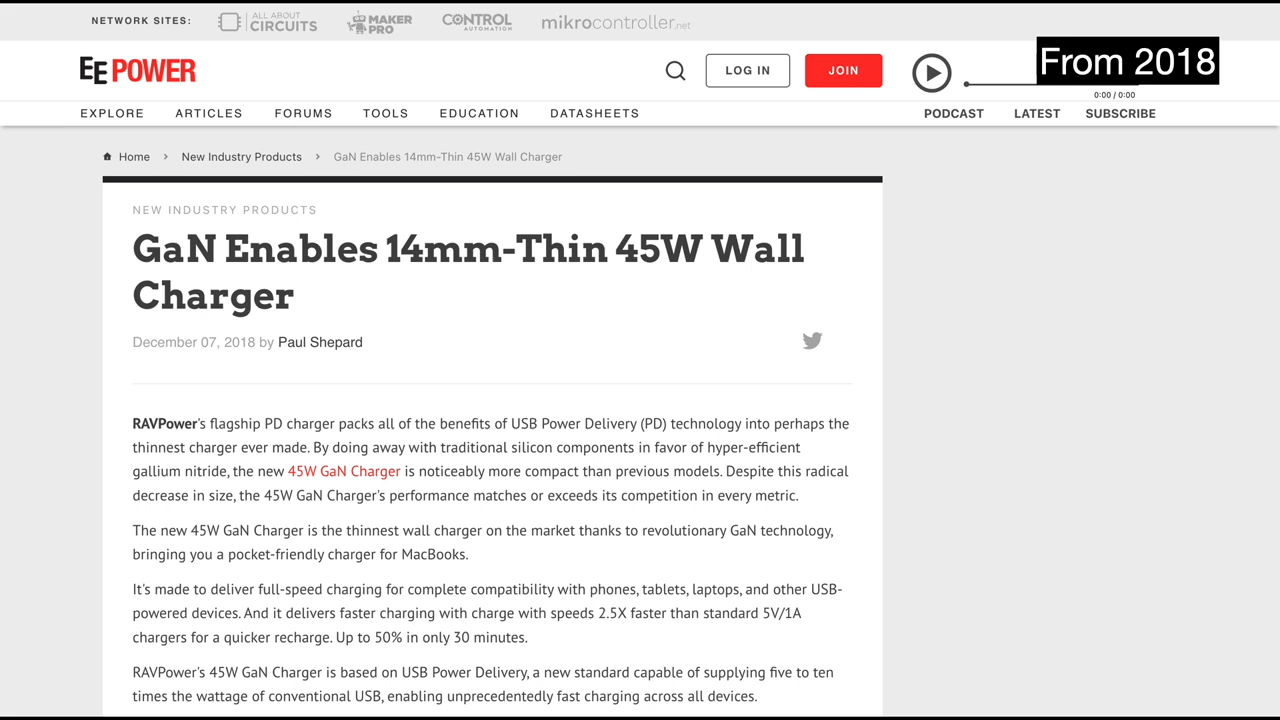 NETWORK SITES:
ALL ABOUT
CIRCUITS
MAKER
PRO
CONTROL
AUTOMATION
mikrocontroller.net
EE POWER
LOG IN
JOIN
From 2018
0:00 / 0:00
EXPLORE
ARTICLES
FORUMS
TOOLS
EDUCATION
DATASHEETS
PODCAST
LATEST
SUBSCRIBE
Home > New Industry Products > GaN Enables 14mm-Thin 45W Wall Charger
NEW INDUSTRY PRODUCTS
GaN Enables 14mm-Thin 45W Wall
Charger
December 07, 2018 by Paul Shepard
RAVPower's flagship PD charger packs all of the benefits of USB Power Delivery (PD) technology into perhaps the
thinnest charger ever made. By doing away with traditional silicon components in favor of hyper-efficient
gallium nitride, the new 45W GaN Charger is noticeably more compact than previous models. Despite this radical
decrease in size, the 45W GaN Charger's performance matches or exceeds its competition in every metric.
The new 45W GaN Charger is the thinnest wall charger on the market thanks to revolutionary GaN technology,
bringing you a pocket-friendly charger for MacBooks.
It's made to deliver full-speed charging for complete compatibility with phones, tablets, laptops, and other USB-
powered devices. And it delivers faster charging with charge with speeds 2.5X faster than standard 5V/1A
chargers for a quicker recharge. Up to 50% in only 30 minutes.
RAVPower's 45W GaN Charger is based on USB Power Delivery, a new standard capable of supplying five to ten
times the wattage of conventional USB, enabling unprecedentedly fast charging across all devices.